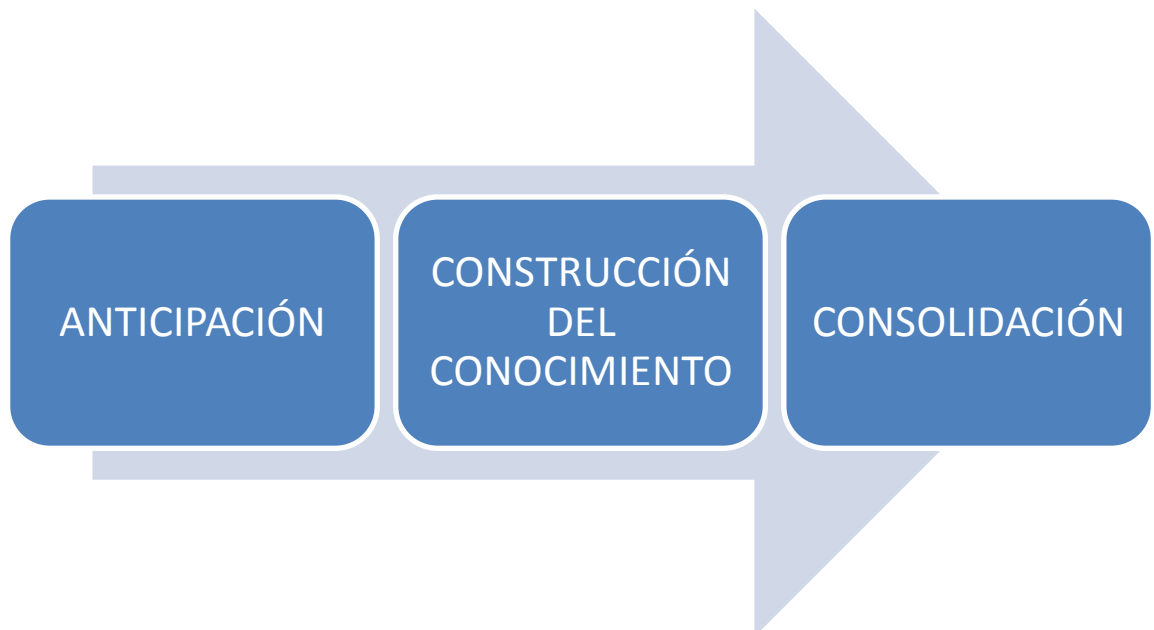 ANTICIPACIÓN
CONSTRUCCIÓN
DEL
CONOCIMIENTO
CONSOLIDACIÓN